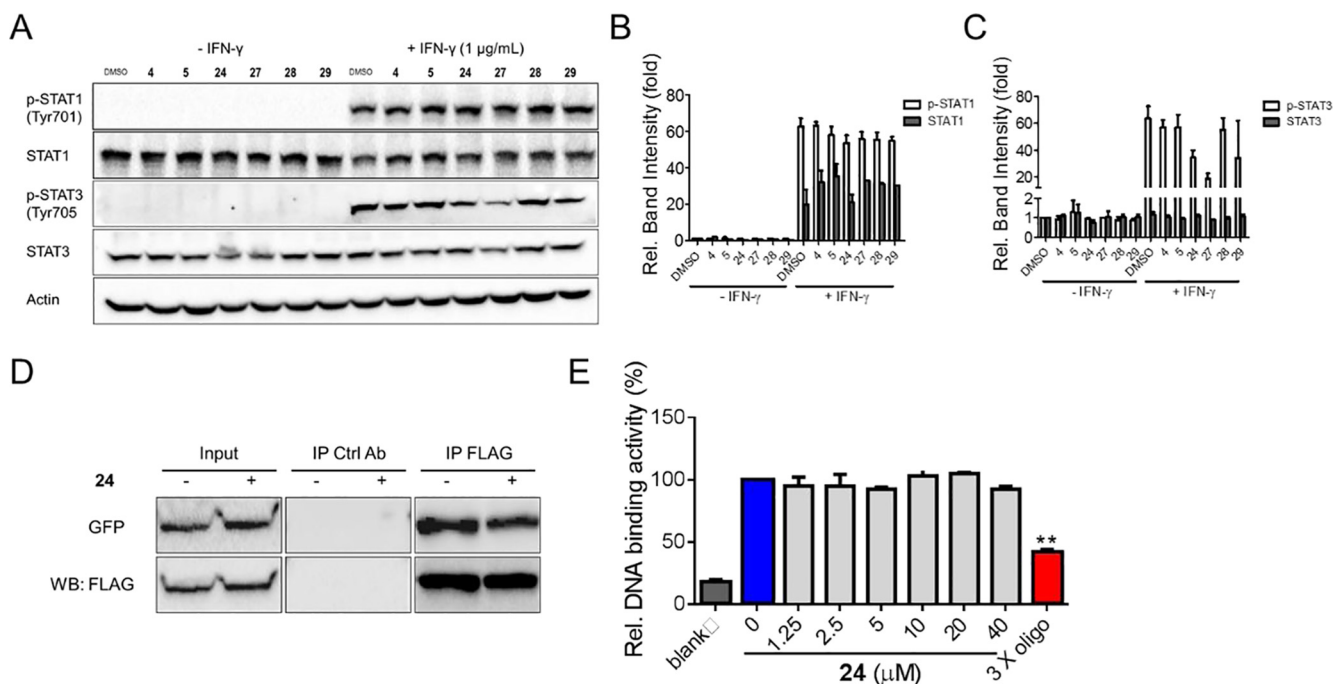 A
- IFN-γ + IFN-γ (1 µg/mL)
DMSO 4 5 24 27 28 29 DMSO 4 5 24 27 28 29
p-STAT1
(Tyr701)
STAT1
p-STAT3
(Tyr705
STAT3
Actin
B
Rel. Band Intensity (fold)
80
60
40
20
0
p-STAT1
STAT1
DMSO 4 5 24 27 28 29 DMSO 4 5 24 27 28 29
- IFN-γ + IFN-γ
C
Rel. Band Intensity (fold)
80
60
40
20
2
1
0
p-STAT3
STAT3
DMSO 4 5 24 27 28 29 DMSO 4 5 24 27 28 29
- IFN-γ + IFN-γ
D
Input IP Ctrl Ab IP FLAG
24 - + - + - +
GFP
WB: FLAG
E
Rel. DNA binding activity (%)
150
100
50
0
**
blank□ 0 1.25 2.5 5 10 20 40 3 X oligo
24 (µM)